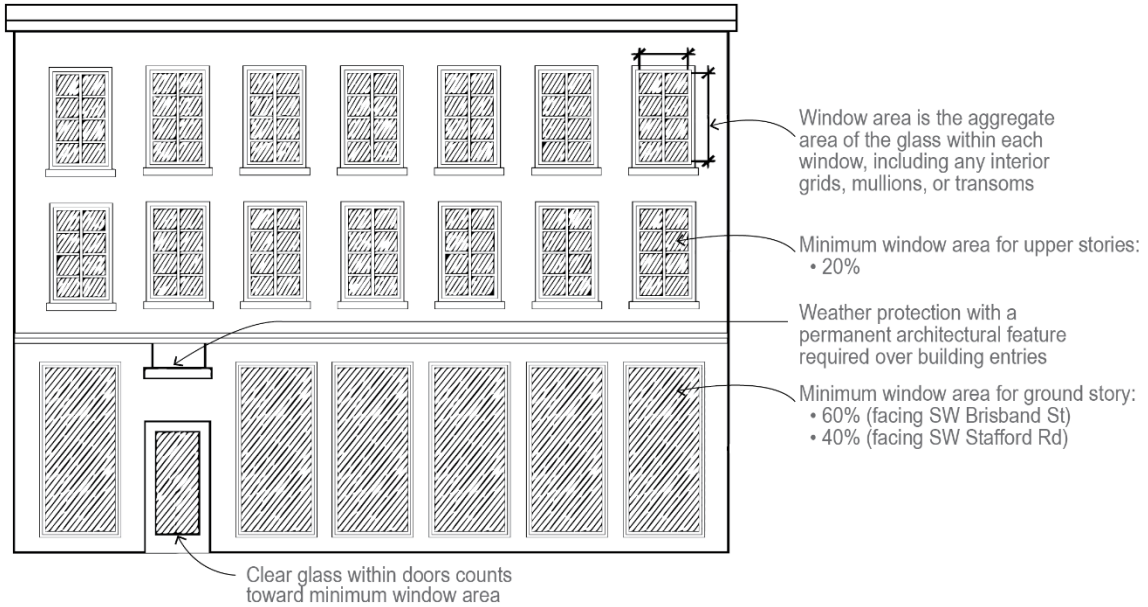 Window area is the aggregate
area of the glass within each
window, including any interior
grids, mullions, or transoms
Minimum window area for upper stories:
• 20%
Weather protection with a
permanent architectural feature
required over building entries
Minimum window area for ground story:
• 60% (facing SW Brisband St)
• 40% (facing SW Stafford Rd)
Clear glass within doors counts
toward minimum window area